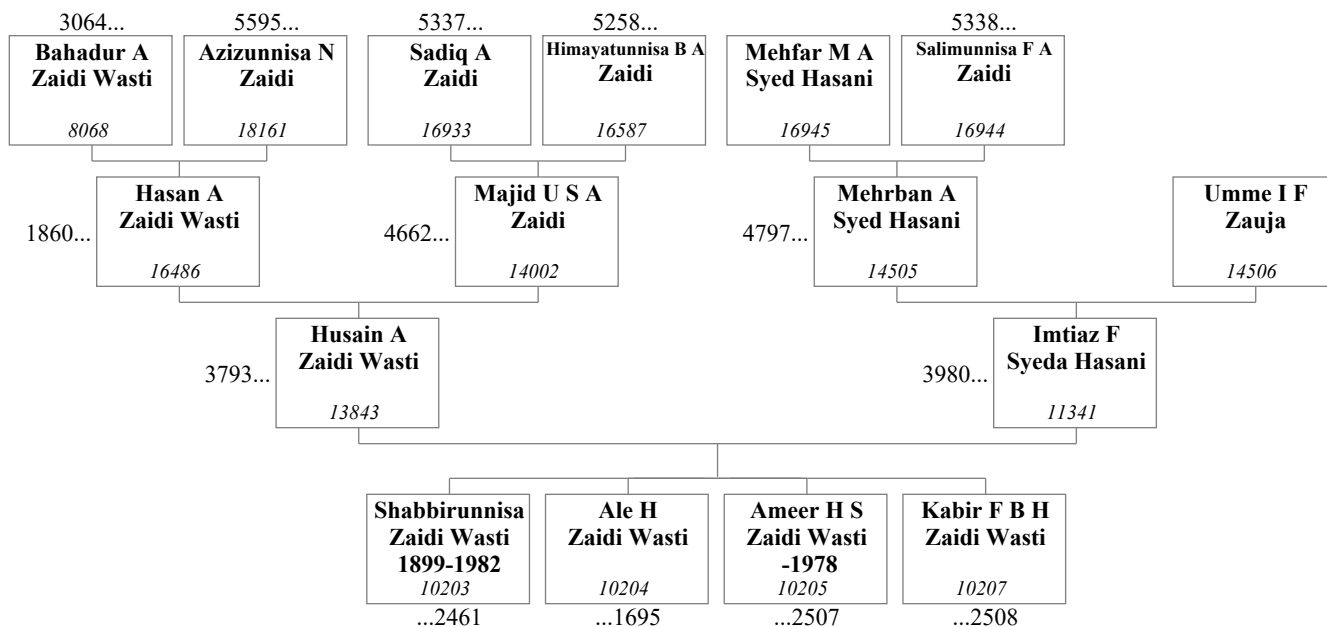 3064...
5595...
5337...
5258...
5338...
Bahadur A
Zaidi Wasti
8068
Azizunnisa N
Zaidi
18161
Sadiq A
Zaidi
16933
Himayatunnisa B A
Zaidi
16587
Mehfar M A
Syed Hasani
16945
Salimunnisa F A
Zaidi
16944
1860...
Hasan A
Zaidi Wasti
16486
4662...
Majid U S A
Zaidi
14002
4797...
Mehrban A
Syed Hasani
14505
Umme I F
Zauja
14506
3793...
Husain A
Zaidi Wasti
13843
3980...
Imtiaz F
Syeda Hasani
11341
Shabbirunnisa
Zaidi Wasti
1899-1982
10203
...2461
Ale H
Zaidi Wasti
10204
...1695
Ameer H S
Zaidi Wasti
-1978
10205
...2507
Kabir F B H
Zaidi Wasti
10207
...2508